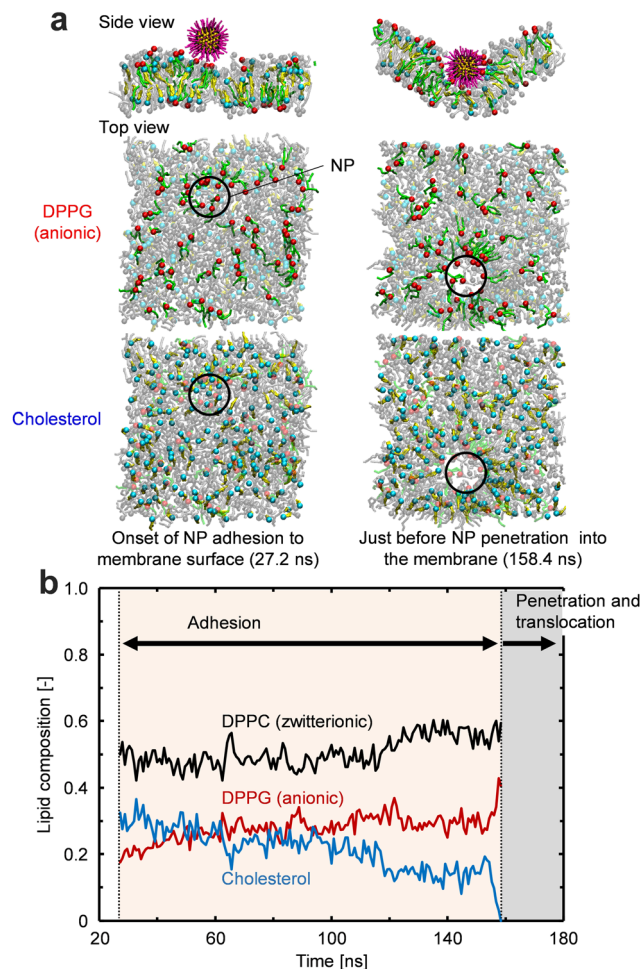 a
Side view
Top view
NP
DPPG
(anionic)
Cholesterol
Onset of NP adhesion to
membrane surface (27.2 ns)
Just before NP penetration into
the membrane (158.4 ns)
b
1.0
0.8
0.6
0.4
0.2
0
Lipid composition [-]
Adhesion
Penetration and
translocation
DPPC (zwitterionic)
DPPG (anionic)
Cholesterol
20
60
100
140
180
Time [ns]